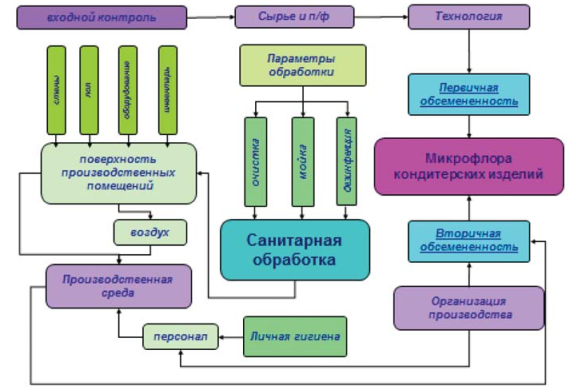 входной контроль
Сырье и п/ф
Технология
стены
пол
оборудование
инвентарь
Параметры
обработки
Первичная
обсемененность
очистка
мойка
дезинфекция
поверхность
производственных
помещений
Микрофлора
кондитерских изделий
воздух
Санитарная
обработка
Вторичная
обсемененность
Производственная
среда
Организация
производства
персонал
Личная гигиена